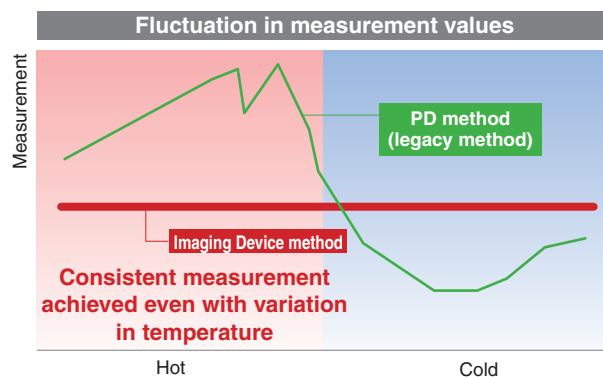 Fluctuation in measurement values
Measurement
PD method
(legacy method)
Imaging Device method
Consistent measurement
achieved even with variation
in temperature
Hot
Cold